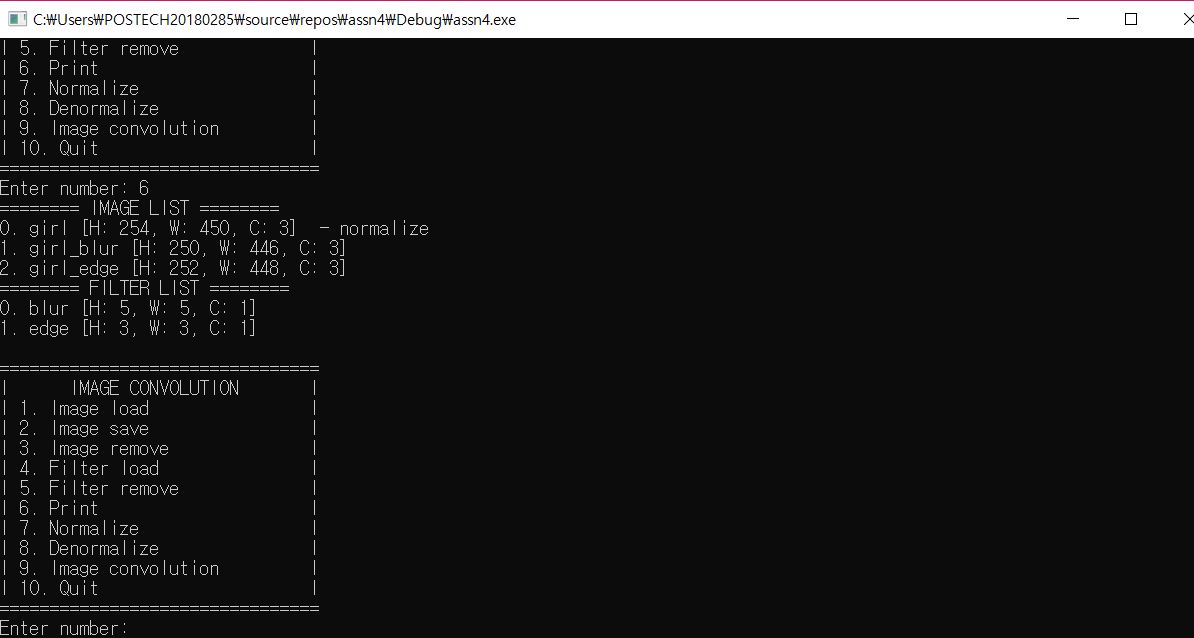 C:₩Users₩POSTECH20180285₩source₩repos₩assn4₩Debug₩assn4.exe
| 5. Filter remove |
| 6. Print |
| 7. Normalize |
| 8. Denormalize |
| 9. Image convolution |
| 10. Quit |
================================
Enter number: 6
======== IMAGE LIST ========
0. girl [H: 254, W: 450, C: 3]  - normalize
1. girl_blur [H: 250, W: 446, C: 3]
2. girl_edge [H: 252, W: 448, C: 3]
======== FILTER LIST ========
0. blur [H: 5, W: 5, C: 1]
1. edge [H: 3, W: 3, C: 1]
================================
| IMAGE CONVOLUTION |
| 1. Image load |
| 2. Image save |
| 3. Image remove |
| 4. Filter load |
| 5. Filter remove |
| 6. Print |
| 7. Normalize |
| 8. Denormalize |
| 9. Image convolution |
| 10. Quit |
================================
Enter number: